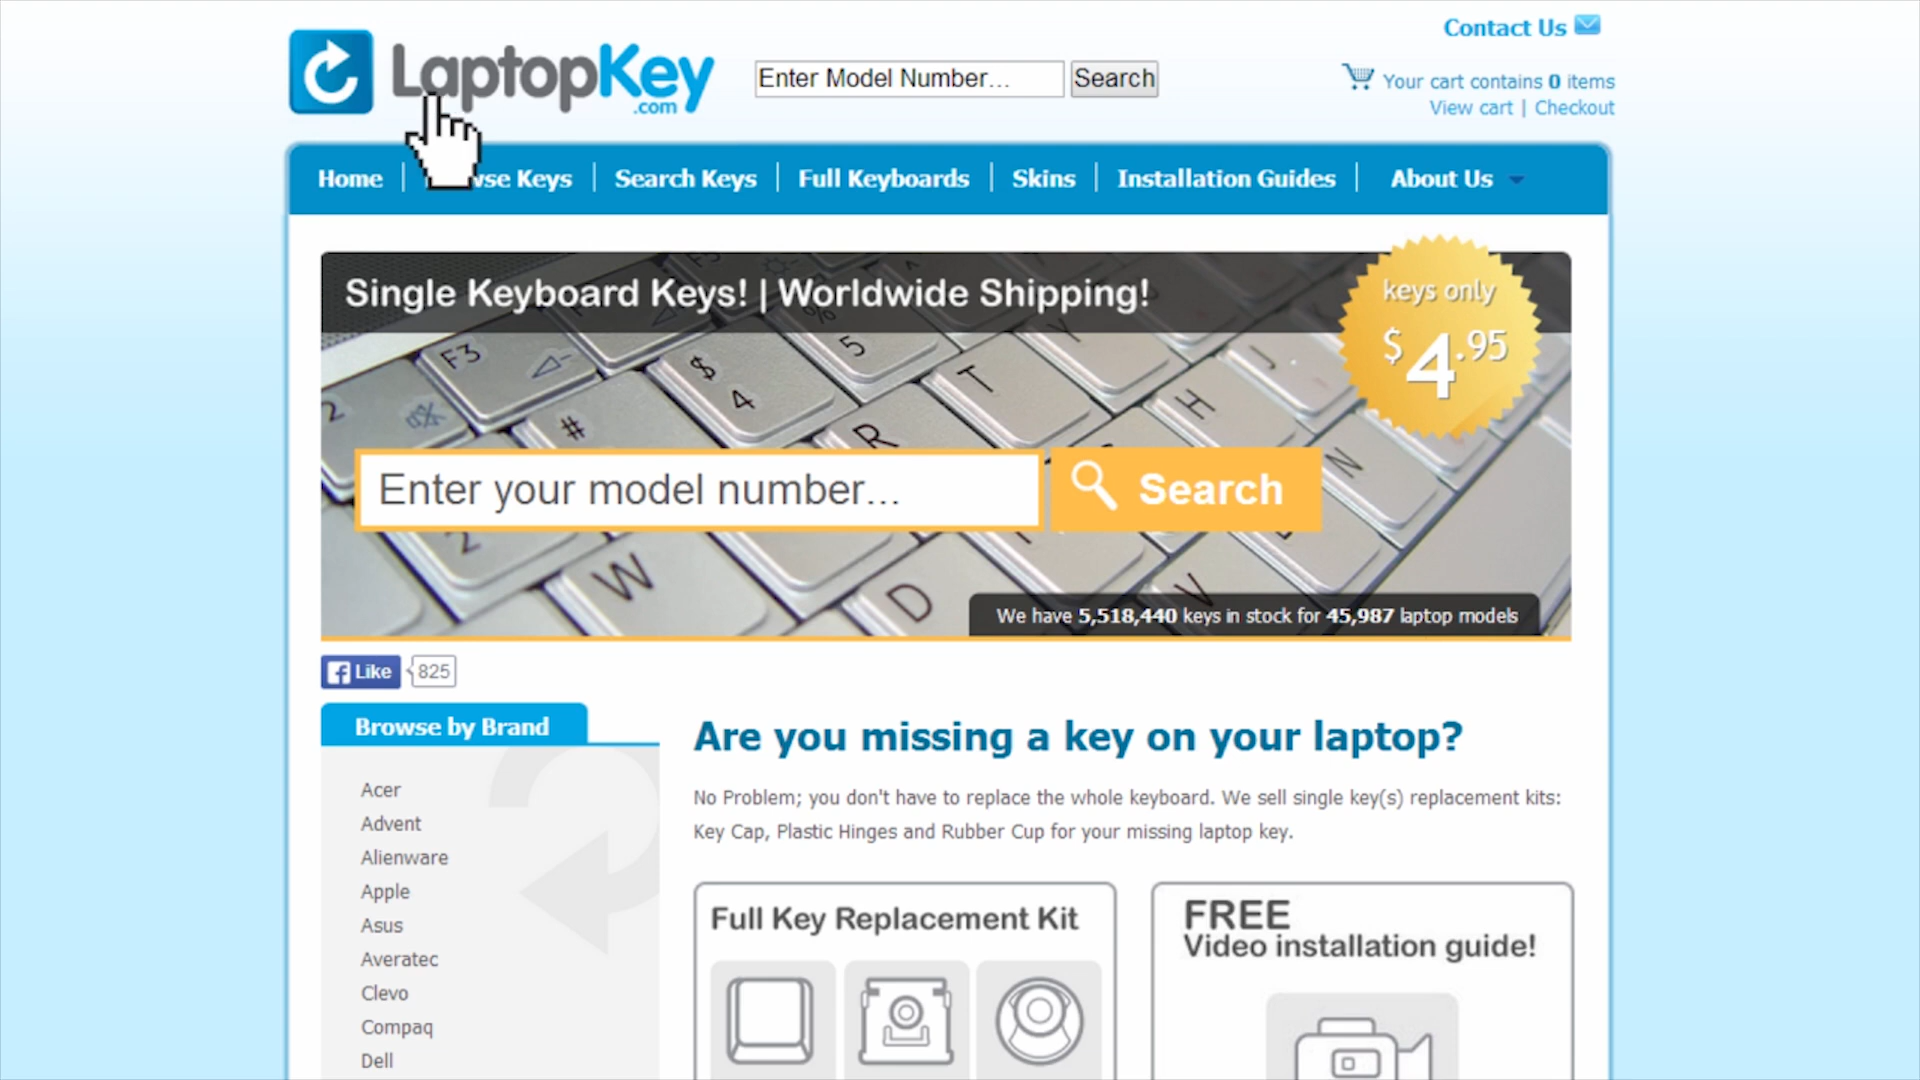 LaptopKey
.com
Enter Model Number...
Search
Contact Us
Your cart contains 0 items
View cart | Checkout
Home
Keys
Search Keys
Full Keyboards
Skins
Installation Guides
About Us
Single Keyboard Keys! | Worldwide Shipping!
keys only
$4.95
Enter your model number...
Search
We have 5,518,440 keys in stock for 45,987 laptop models
Like
825
Browse by Brand
Acer
Advent
Alienware
Apple
Asus
Averatec
Clevo
Compaq
Dell
Are you missing a key on your laptop?
No Problem; you don't have to replace the whole keyboard. We sell single key(s) replacement kits:
Key Cap, Plastic Hinges and Rubber Cup for your missing laptop key.
Full Key Replacement Kit
FREE
Video installation guide!